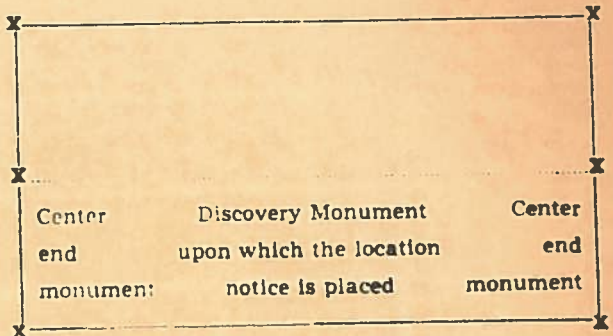 X X
X X
Center Discovery Monument Center
end upon which the location end
monument notice is placed monument
X X